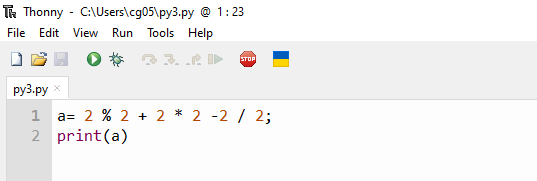 Thonny - C:\Users\cg05\py3.py @ 1:23
File Edit View Run Tools Help
STOP
py3.py ×
1 a= 2 % 2 + 2 * 2 -2 / 2;
2 print(a)